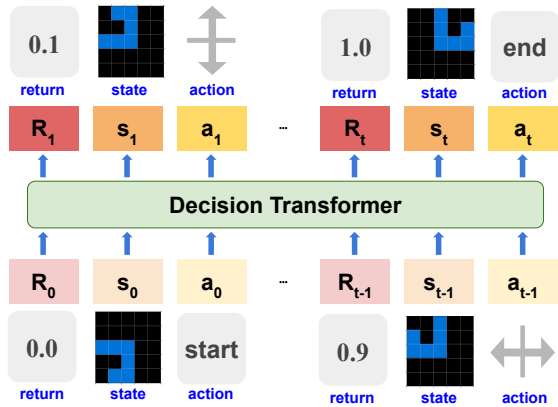 0.1 1.0 end
return state action return state action
R1 s1 a1 ... Rt st at
Decision Transformer
R0 s0 a0 ... Rt-1 st-1 at-1
0.0 start 0.9
return state action return state action